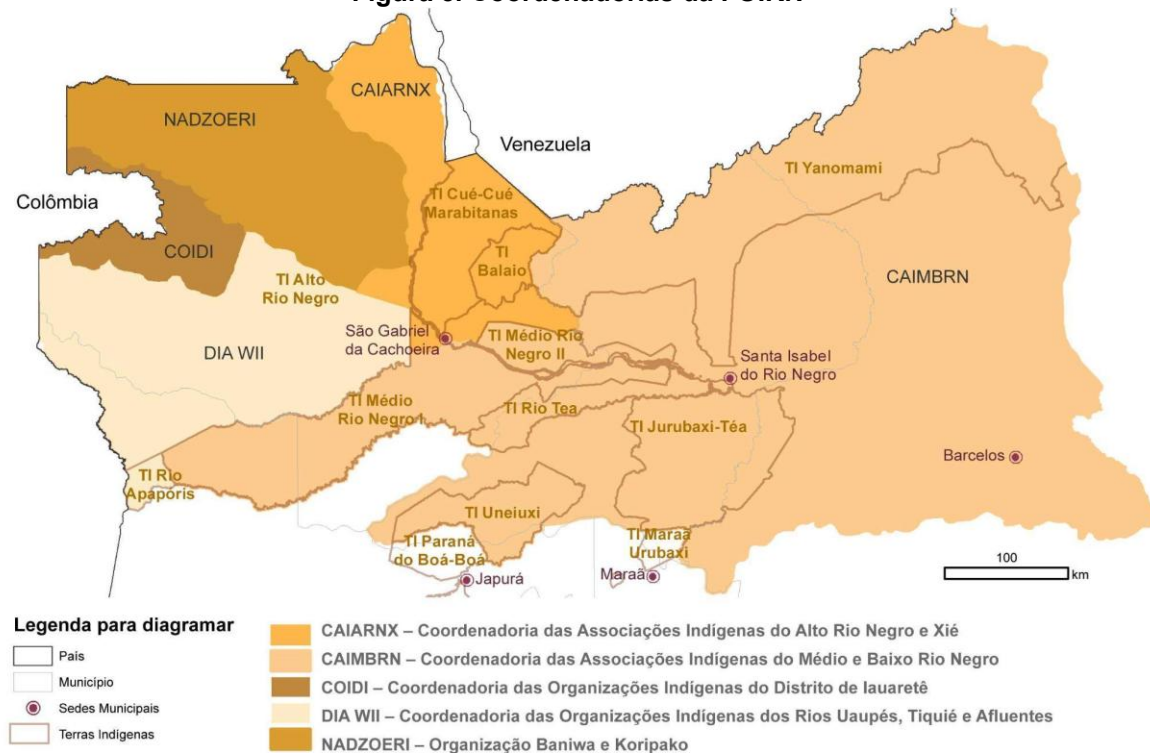 CAIARNX
NADZOERI
Venezuela
TI Yanomami
TI Cué-Cué
Marabitanas
Colômbia
COIDI
TI
Balaio
CAIMBRN
TI Alto
Rio Negro
São Gabriel
da Cachoeira
TI Médio Rio
Negro II
DIA WII
Santa Isabel
do Rio Negro
TI Médio
Rio Negro I
TI Rio Tea
TI Jurubaxi-Téa
Barcelos
TI Rio
Apapóris
TI Uneiuxi
TI Paraná
do Boá-Boá
TI Maraã
Urubaxi
Japurá
Maraã
100
km
Legenda para diagramar
País
Município
Sedes Municipais
Terras Indígenas
CAIARNX – Coordenadoria das Associações Indígenas do Alto Rio Negro e Xié
CAIMBRN – Coordenadoria das Associações Indígenas do Médio e Baixo Rio Negro
COIDI – Coordenadoria das Organizações Indígenas do Distrito de Iauaretê
DIA WII – Coordenadoria das Organizações Indígenas dos Rios Uaupés, Tiquié e Afluentes
NADZOERI – Organização Baniwa e Koripako